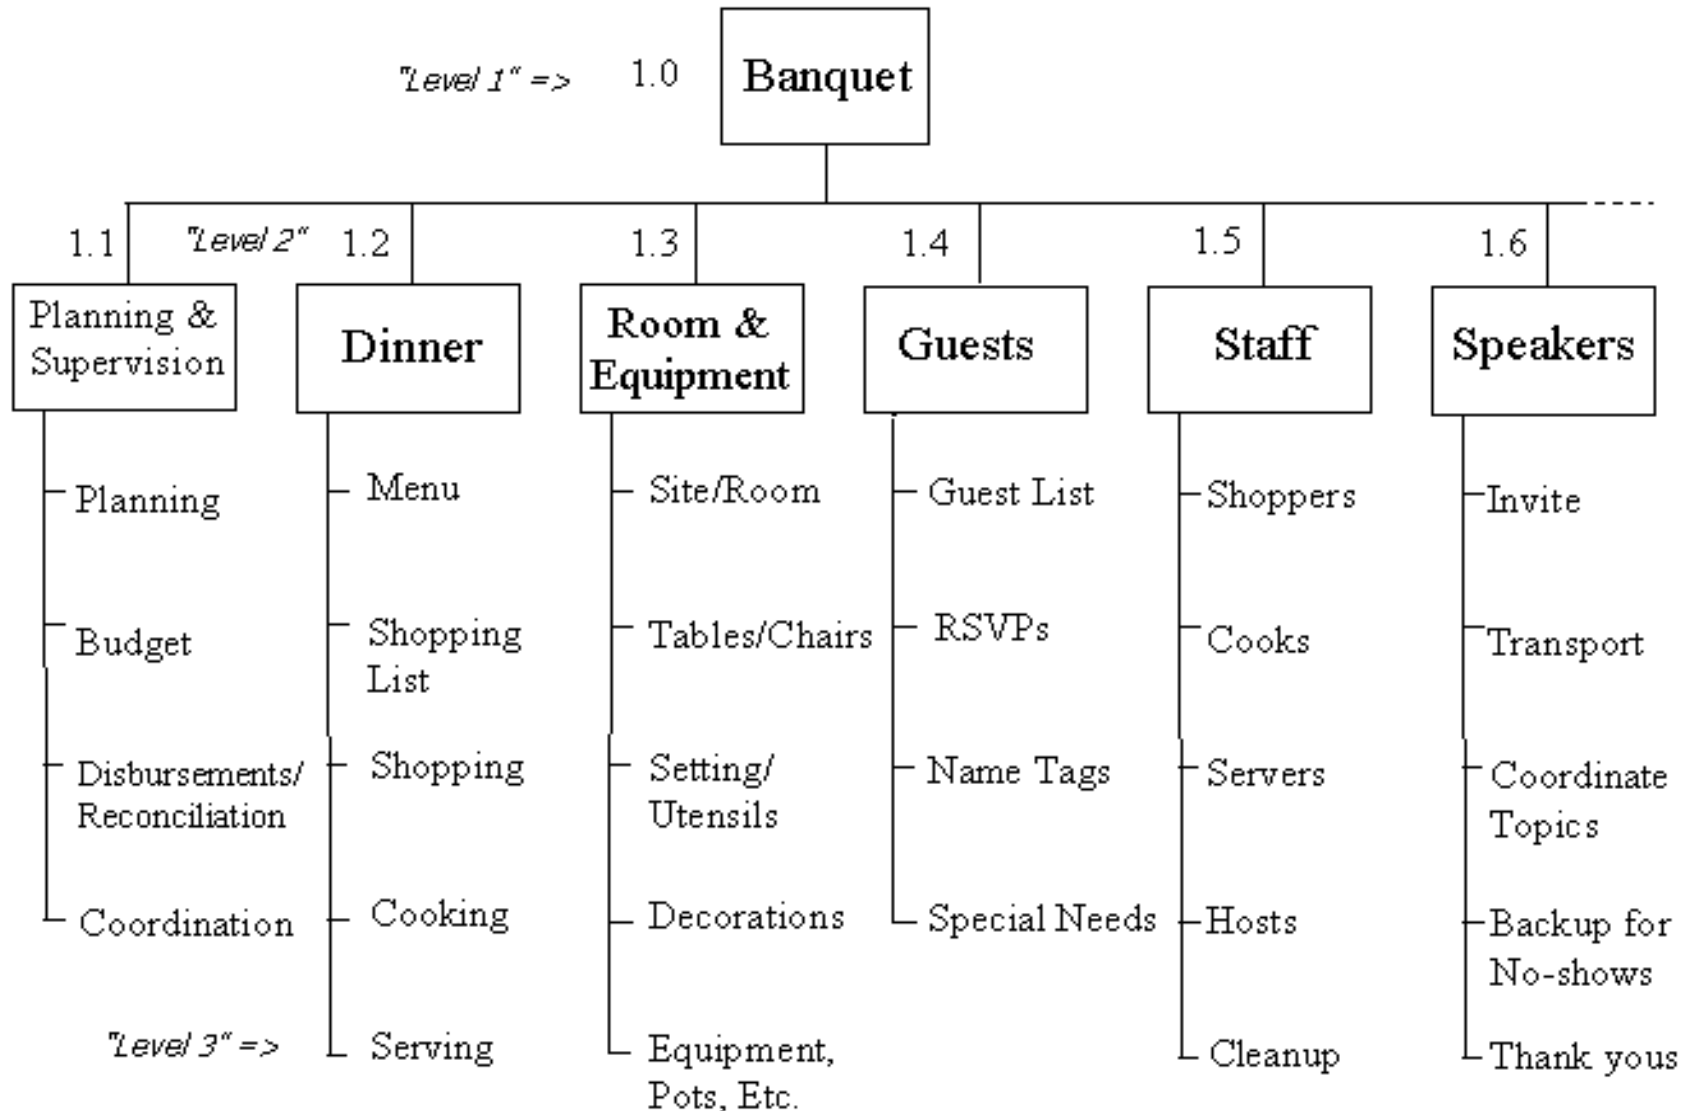 "Level 1" => 1.0 Banquet
1.1 "Level 2" 1.2 1.3 1.4 1.5 1.6
Planning &
Supervision
Dinner
Room &
Equipment
Guests
Staff
Speakers
Planning
Budget
Disbursements/
Reconciliation
Coordination
Menu
Shopping
List
Shopping
Cooking
Serving
Site/Room
Tables/Chairs
Setting/
Utensils
Decorations
Equipment,
Pots, Etc.
Guest List
RSVPs
Name Tags
Special Needs
Shoppers
Cooks
Servers
Hosts
Cleanup
Invite
Transport
Coordinate
Topics
Backup for
No-shows
Thank yous
"Level 3" =>